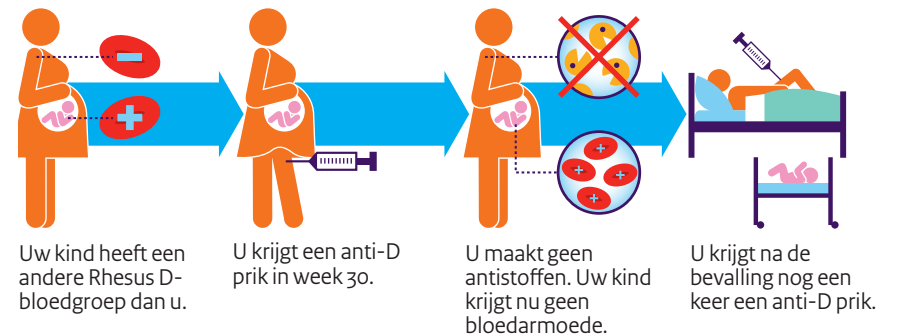 Uw kind heeft een
andere Rhesus D-
bloedgroep dan u.
U krijgt een anti-D
prik in week 30.
U maakt geen
antistoffen. Uw kind
krijgt nu geen
bloedarmoede.
U krijgt na de
bevalling nog een
keer een anti-D prik.